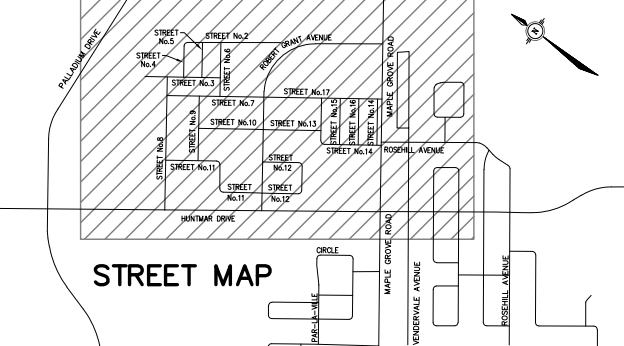 STREET
No.5
STREET No.2
STREET
No.4
STREET No.6
ROBERT GRANT AVENUE
PALLADIUM DRIVE
MAPLE GROVE ROAD
N
STREET No.3
STREET No.17
STREET No.7
STREET No.9
STREET No.10
STREET No.13
STREET No.15
STREET No.16
STREET No.14
STREET No.14
ROSEHILL AVENUE
STREET No.8
STREET No.11
STREET
No.12
STREET
No.11
STREET
No.12
HUNTMAR DRIVE
MAPLE GROVE ROAD
CIRCLE
STREET MAP
PAR-LA-VILLE
VENDERVALE AVENUE
ROSEHILL AVENUE